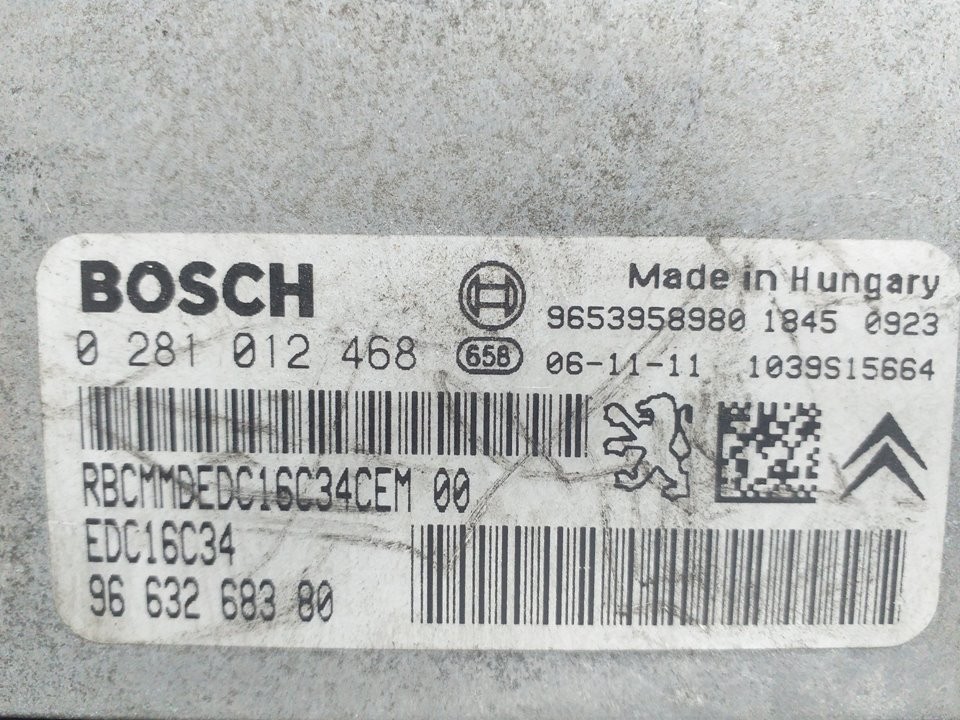 BOSCH
Made in Hungary
9653958980 1845 0923
0 281 012 468
658
06-11-11 1039S15664
RBCMMDEDC16C34CEM 00
EDC16C34
96 632 683 80